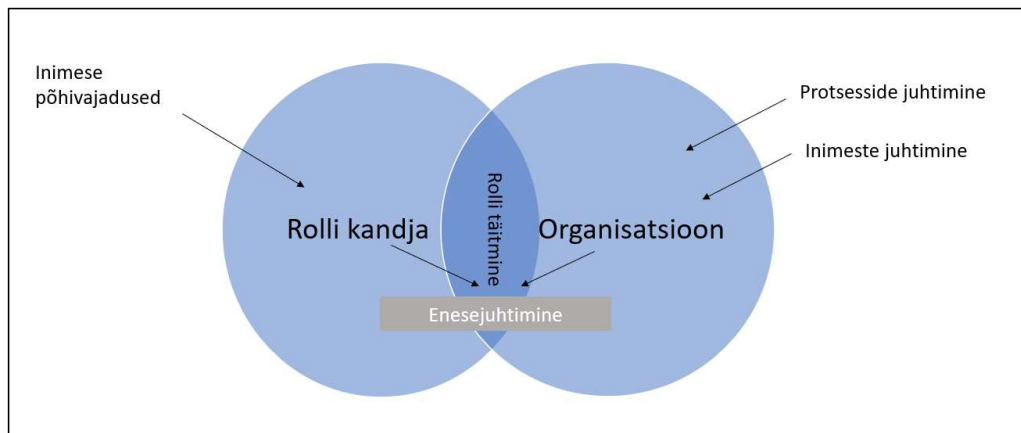 Inimese
põhivajadused
Protsesside juhtimine
Inimeste juhtimine
Rolli kandja
Rolli täitmine
Organisatsioon
Enesejuhtimine